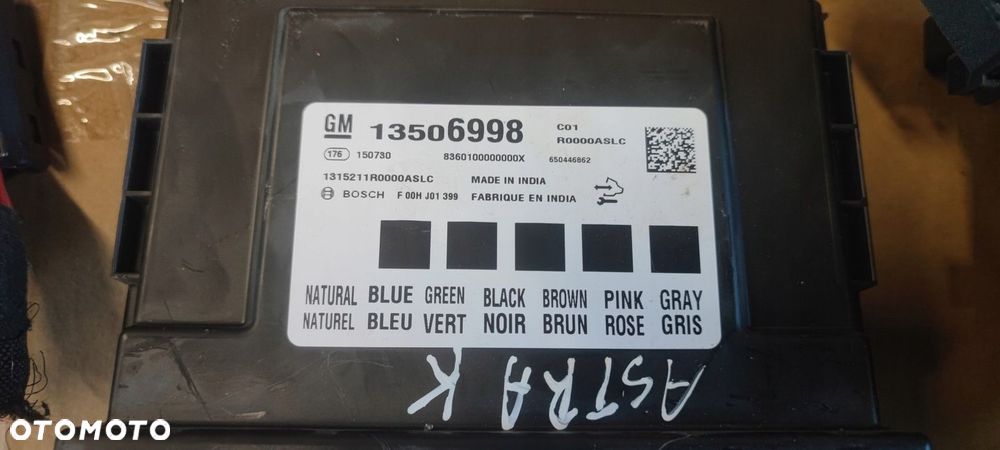 GM 13506998 C01
R0000ASLC
176 150730 8360100000000X 650446862
1315211R0000ASLC MADE IN INDIA
BOSCH F 00H J01 399 FABRIQUE EN INDIA
NATURAL BLUE GREEN BLACK BROWN PINK GRAY
NATUREL BLEU VERT NOIR BRUN ROSE GRIS
ASTRA K
OTOMOTO
OTOMOTO